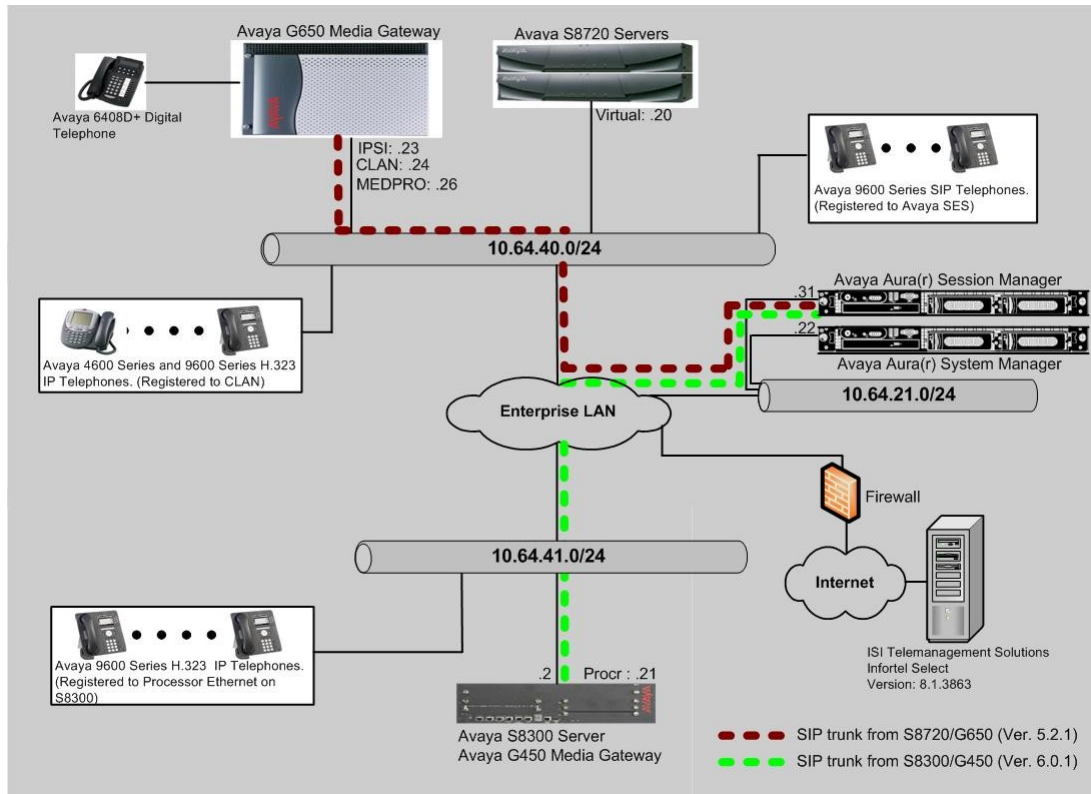 Avaya G650 Media Gateway
Avaya S8720 Servers
Avaya 6408D+ Digital
Telephone
Virtual: .20
IPSI: .23
CLAN: .24
MEDPRO: .26
Avaya 9600 Series SIP Telephones.
(Registered to Avaya SES)
10.64.40.0/24
Avaya Aura(r) Session Manager
.31
.22
Avaya Aura(r) System Manager
Avaya 4600 Series and 9600 Series H.323
IP Telephones. (Registered to CLAN)
10.64.21.0/24
Enterprise LAN
Firewall
10.64.41.0/24
Internet
Avaya 9600 Series H.323 IP Telephones.
(Registered to Processor Ethernet on
S8300)
ISI Telemanagement Solutions
Infortel Select
Version: 8.1.3863
.2
Procr : .21
Avaya S8300 Server
Avaya G450 Media Gateway
SIP trunk from S8720/G650 (Ver. 5.2.1)
SIP trunk from S8300/G450 (Ver. 6.0.1)